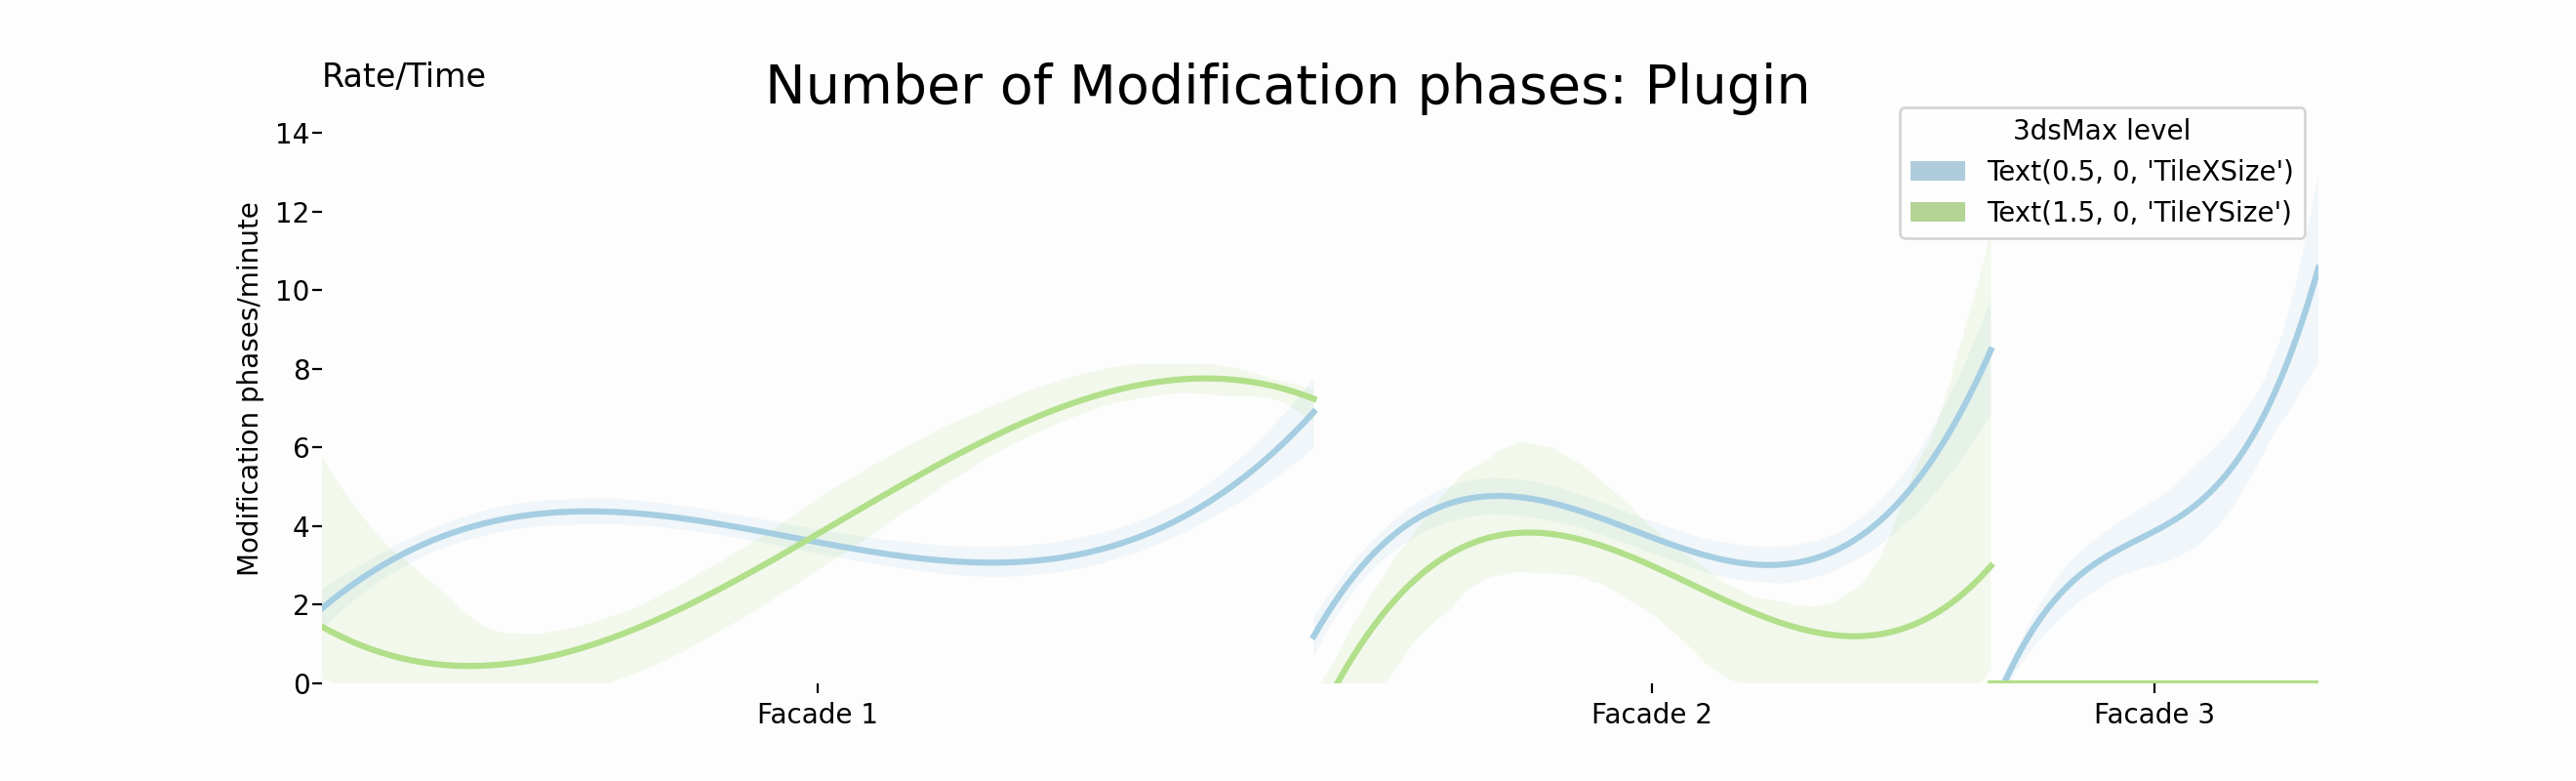 Rate/Time
Number of Modification phases: Plugin
3dsMax level
Text(0.5, 0, 'TileXSize')
Text(1.5, 0, 'TileYSize')
Modification phases/minute
14
12
10
8
6
4
2
0
Facade 1
Facade 2
Facade 3